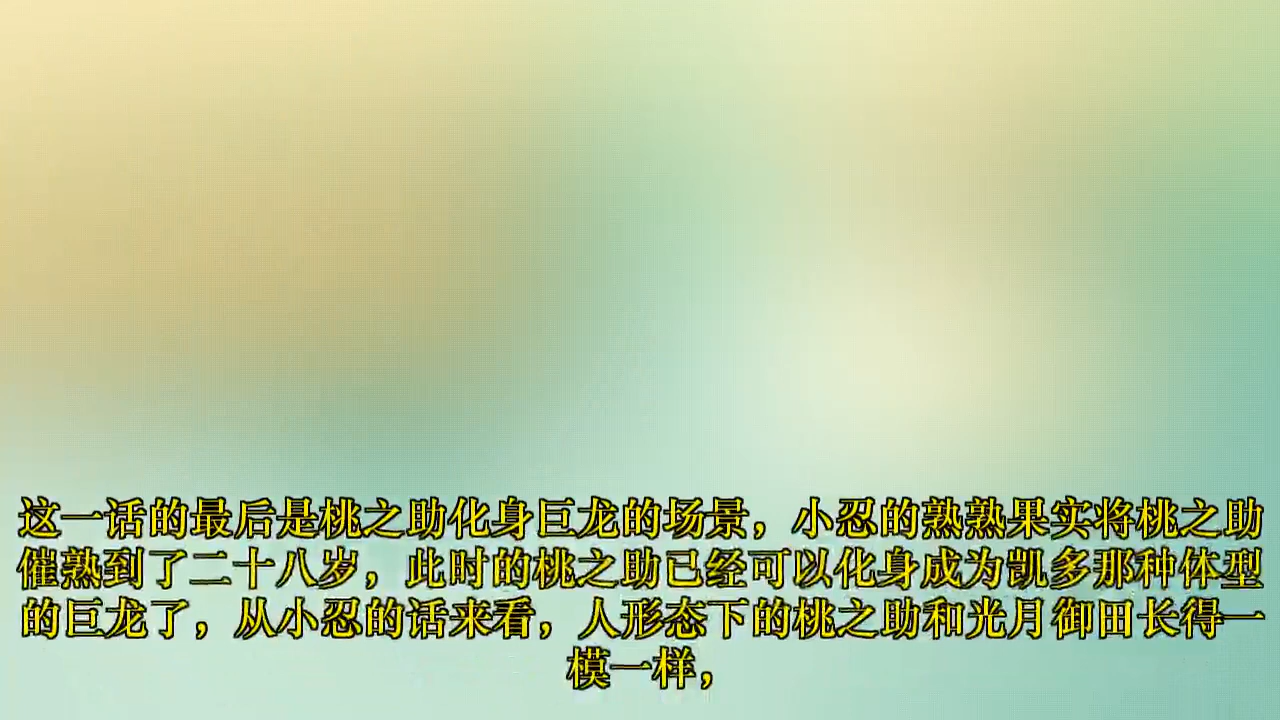 这一话的最后是桃之助化身巨龙的场景，小忍的熟熟果实将桃之助
催熟到了二十八岁，此时的桃之助已经可以化身成为凯多那种体型
的巨龙了，从小忍的话来看，人形态下的桃之助和光月御田长得一
模一样，